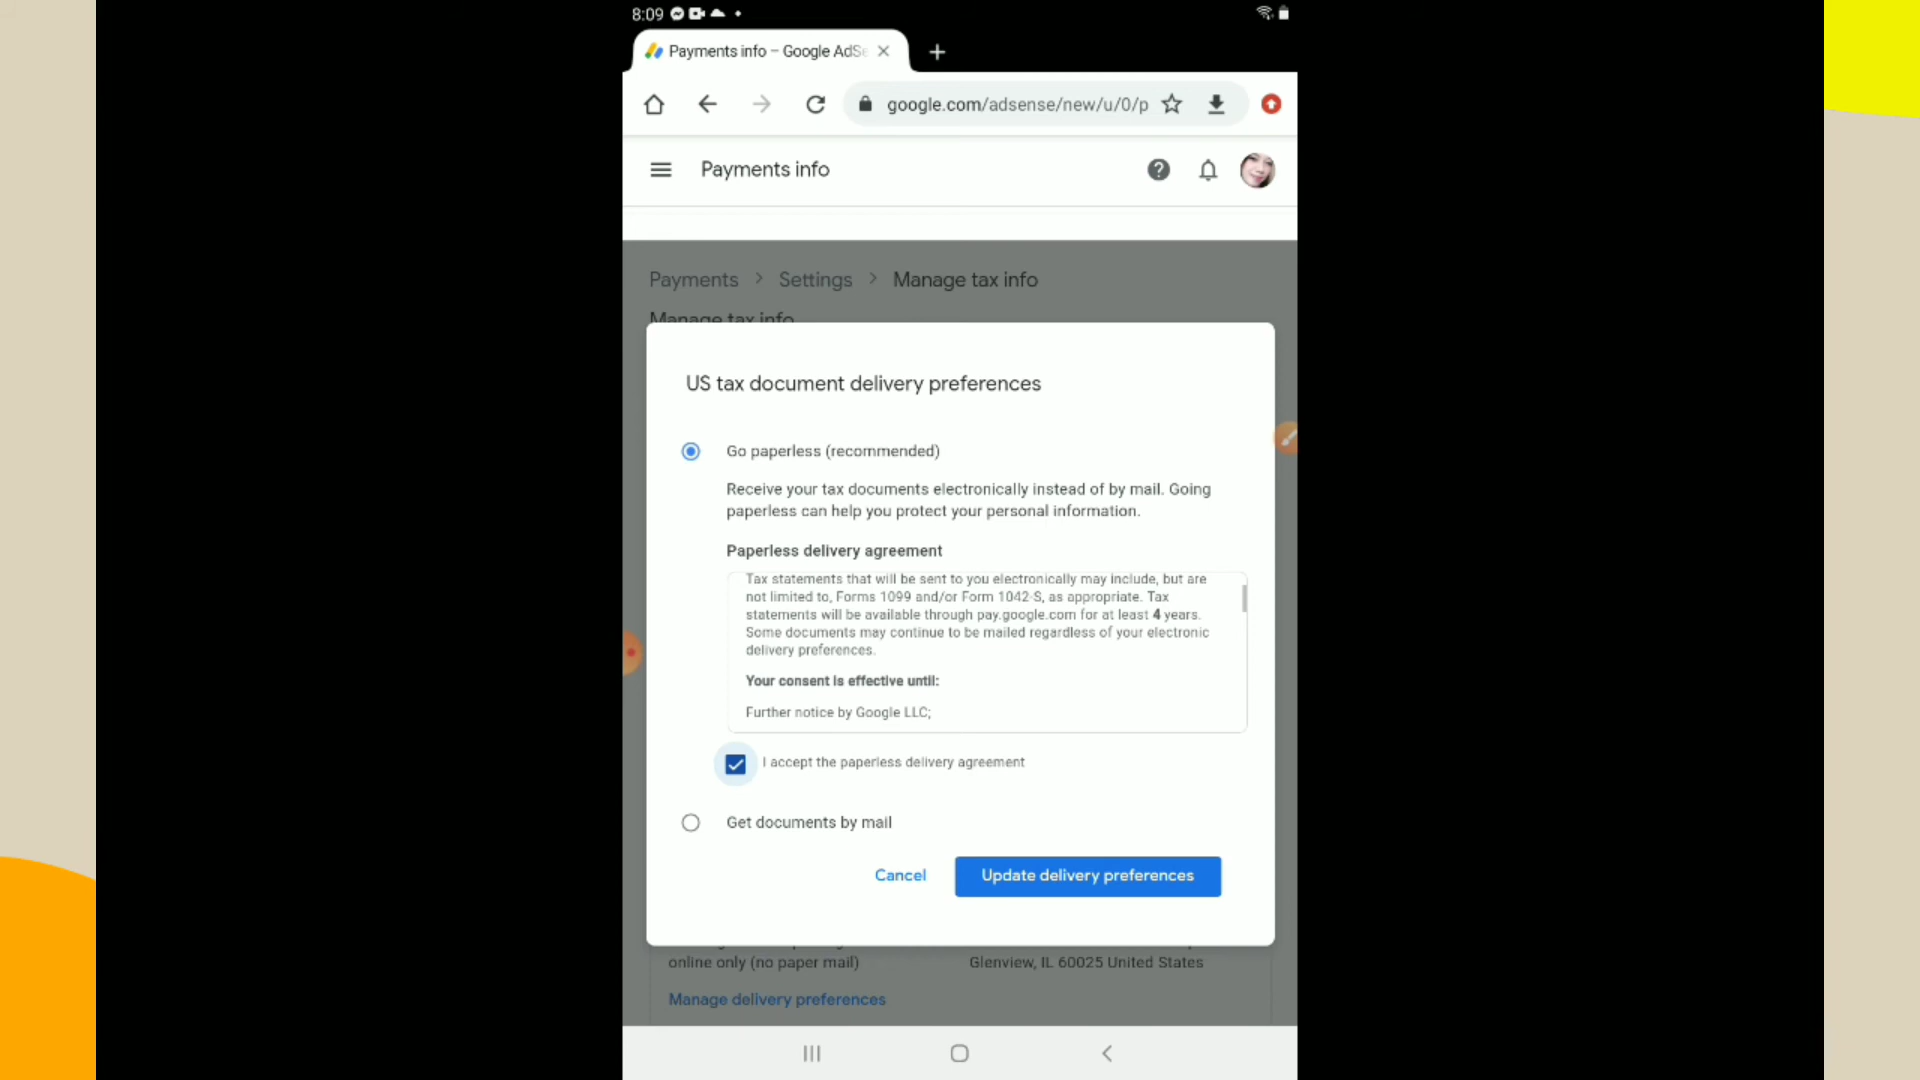 8:09
Payments info – Google AdSe
google.com/adsense/new/u/0/p
Payments info
Payments > Settings > Manage tax info
Manage tax info
US tax document delivery preferences
Go paperless (recommended)
Receive your tax documents electronically instead of by mail. Going
paperless can help you protect your personal information.
Paperless delivery agreement
Tax statements that will be sent to you electronically may include, but are
not limited to, Forms 1099 and/or Form 1042-S, as appropriate. Tax
statements will be available through pay.google.com for at least 4 years.
Some documents may continue to be mailed regardless of your electronic
delivery preferences.
Your consent is effective until:
Further notice by Google LLC;
I accept the paperless delivery agreement
Get documents by mail
Cancel
Update delivery preferences
online only (no paper mail)
Glenview, IL 60025 United States
Manage delivery preferences